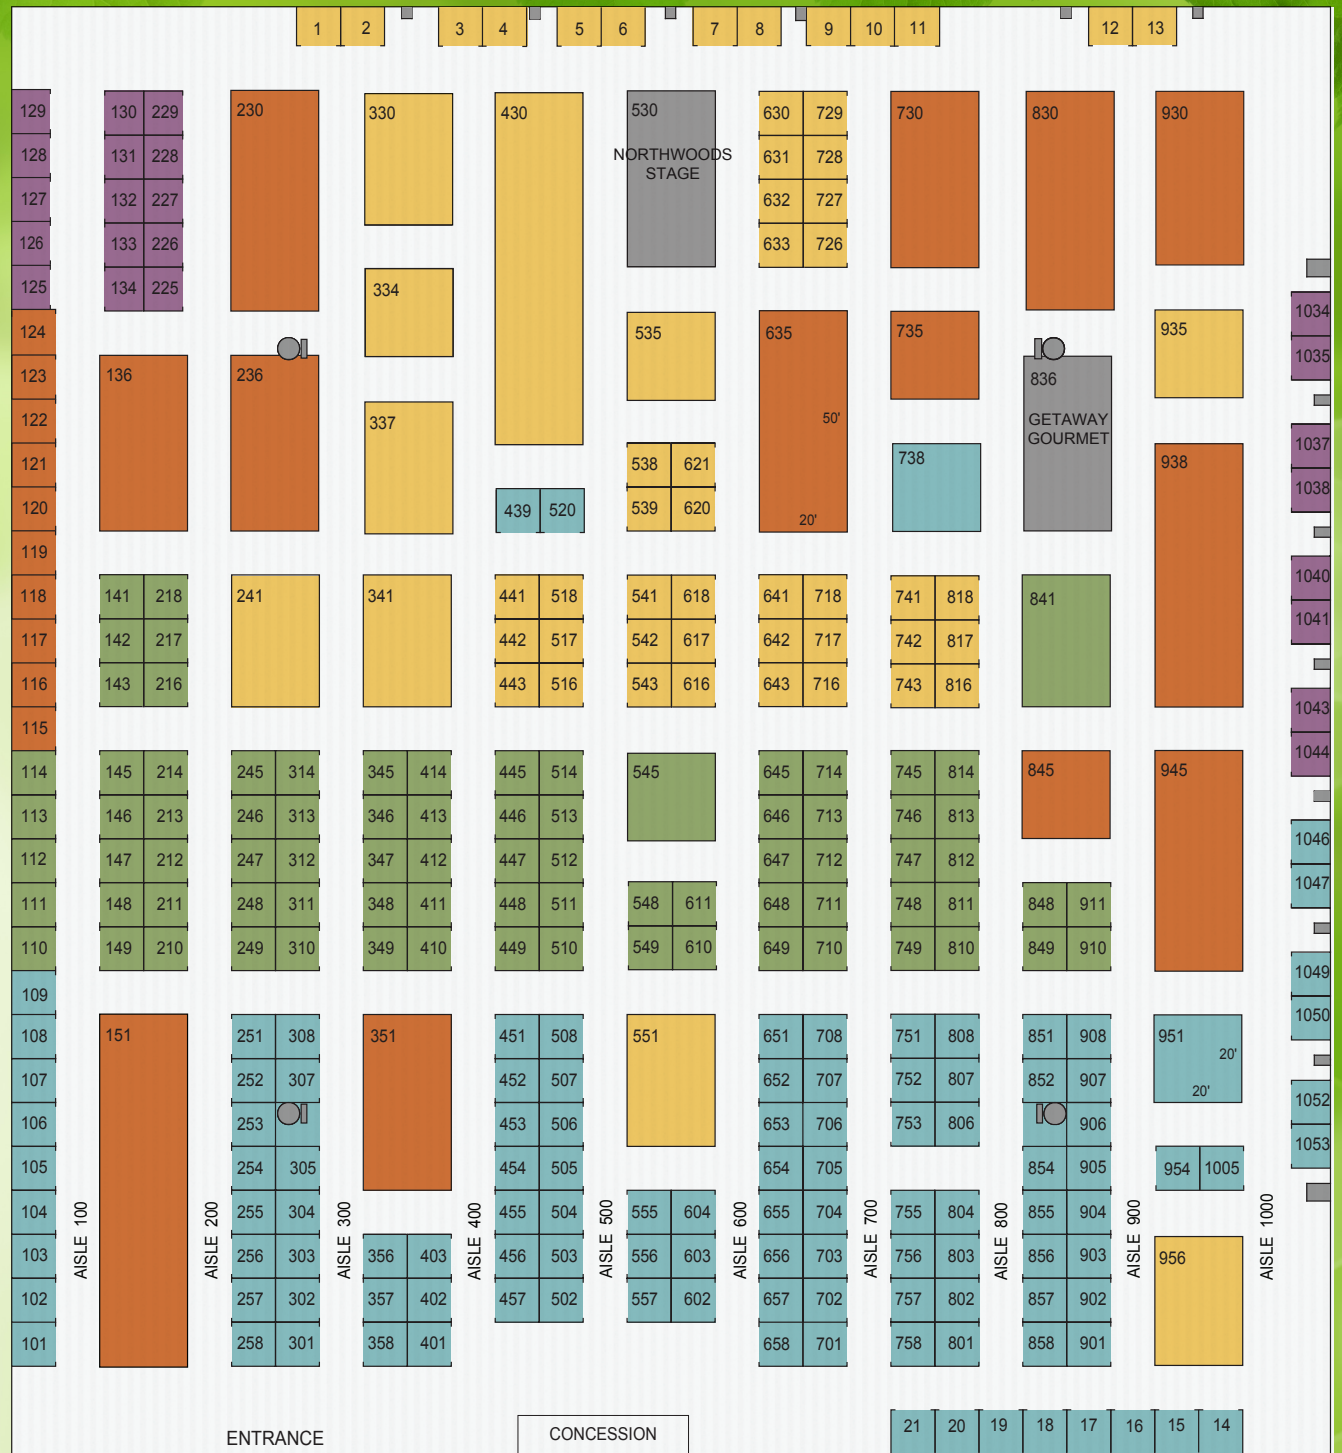 1 2 3 4 5 6 7 8 9 10 11 12 13
129 130 229 230 330 430 530 630 729 730 830 930
NORTHWOODS
STAGE
128 131 228 631 728
127 132 227 632 727
126 133 226 633 726
125 134 225 334
1034
124 535 635 735 935
1035
123 136 236 836
122 337 50' GETAWAY
GOURMET
1037
121 538 621 738 938
1038
120 439 520 539 620 20'
119
1040
118 141 218 241 341 441 518 541 618 641 718 741 818 841
1041
117 142 217 442 517 542 617 642 717 742 817
116 143 216 443 516 543 616 643 716 743 816
1043
115
1044
114 145 214 245 314 345 414 445 514 545 645 714 745 814 845 945
113 146 213 246 313 346 413 446 513 646 713 746 813
1046
112 147 212 247 312 347 412 447 512 647 712 747 812
1047
111 148 211 248 311 348 411 448 511 548 611 648 711 748 811 848 911
110 149 210 249 310 349 410 449 510 549 610 649 710 749 810 849 910
1049
109
1050
108 151 251 308 351 451 508 551 651 708 751 808 851 908 951
20'
107 252 307 452 507 652 707 752 807 852 907
20'
1052
106 253 453 506 653 706 753 806 906
1053
105 254 305 454 505 654 705 854 905 954 1005
104 255 304 455 504 555 604 655 704 755 804 855 904
AISLE 100 AISLE 200 AISLE 300 AISLE 400 AISLE 500 AISLE 600 AISLE 700 AISLE 800 AISLE 900 AISLE 1000
103 256 303 356 403 456 503 556 603 656 703 756 803 856 903 956
102 257 302 357 402 457 502 557 602 657 702 757 802 857 902
101 258 301 358 401 658 701 758 801 858 901
21 20 19 18 17 16 15 14
ENTRANCE CONCESSION